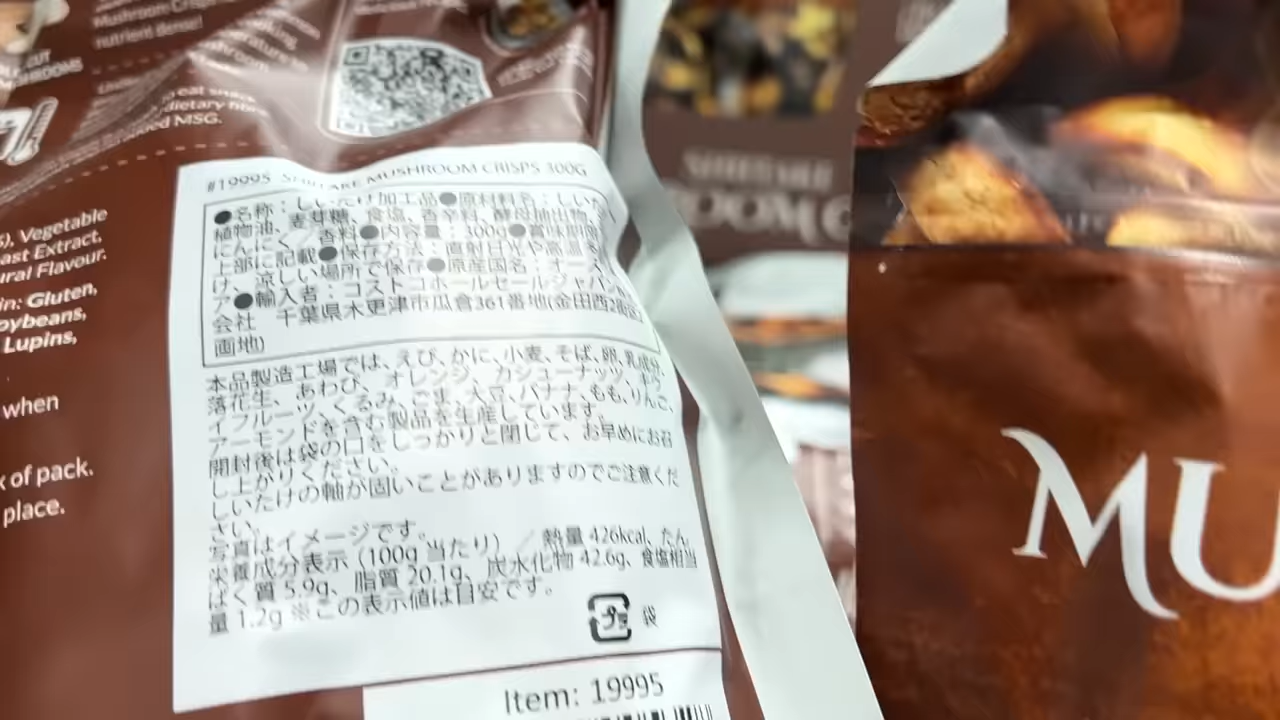 Mushroom Crisps
nutrient dense!
to eat snack
dietary fibre
MSG.
), Vegetable
ast Extract,
ural Flavour.
in: Gluten,
oybeans,
Lupins,
when
of pack.
place.
#19995 SHIITAKE MUSHROOM CRISPS 300G
●名称：しいたけ加工品●原材料名：しいたけ、
植物油、麦芽糖、食塩、香辛料、酵母抽出物、
にんにく／香料●内容量：300g●賞味期限：
上部に記載●保存方法：直射日光や高温
け、涼しい場所で保存●原産国名：オースト
ア●輸入者：コストコホールセールジャパン
会社 千葉県木更津市瓜倉361番地(金田西2街区
画地)
本品製造工場では、えび、かに、小麦、そば、卵、乳成分、
落花生、あわび、オレンジ、カシューナッツ、キウ
イフルーツ、くるみ、ごま、大豆、バナナ、もも、りんご、
アーモンドを含む製品を生産しています。
開封後は袋の口をしっかりと閉じて、お早めにお召
し上がりください。
しいたけの軸が固いことがありますのでご注意くだ
さい。
写真はイメージです。
栄養成分表示（100g 当たり）／熱量 426kcal、たん
ぱく質 5.9g、脂質 20.1g、炭水化物 42.6g、食塩相当
量 1.2g ※この表示値は目安です。
プラ 袋
Item: 19995
SHIITAKE
ROOM C
MU